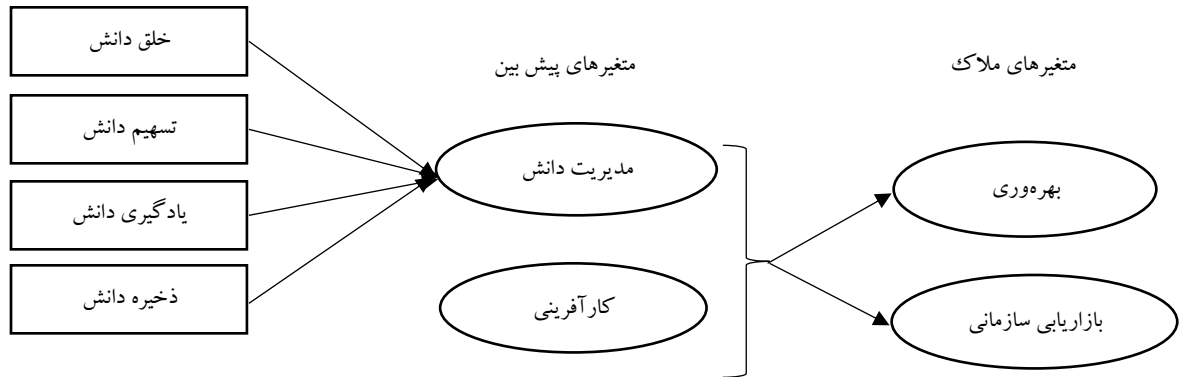 متغیرهای ملاک
بهره‌وری
بازاریابی سازمانی
متغیرهای پیش بین
مدیریت دانش
کارآفرینی
خلق دانش
تسهیم دانش
یادگیری دانش
ذخیره دانش